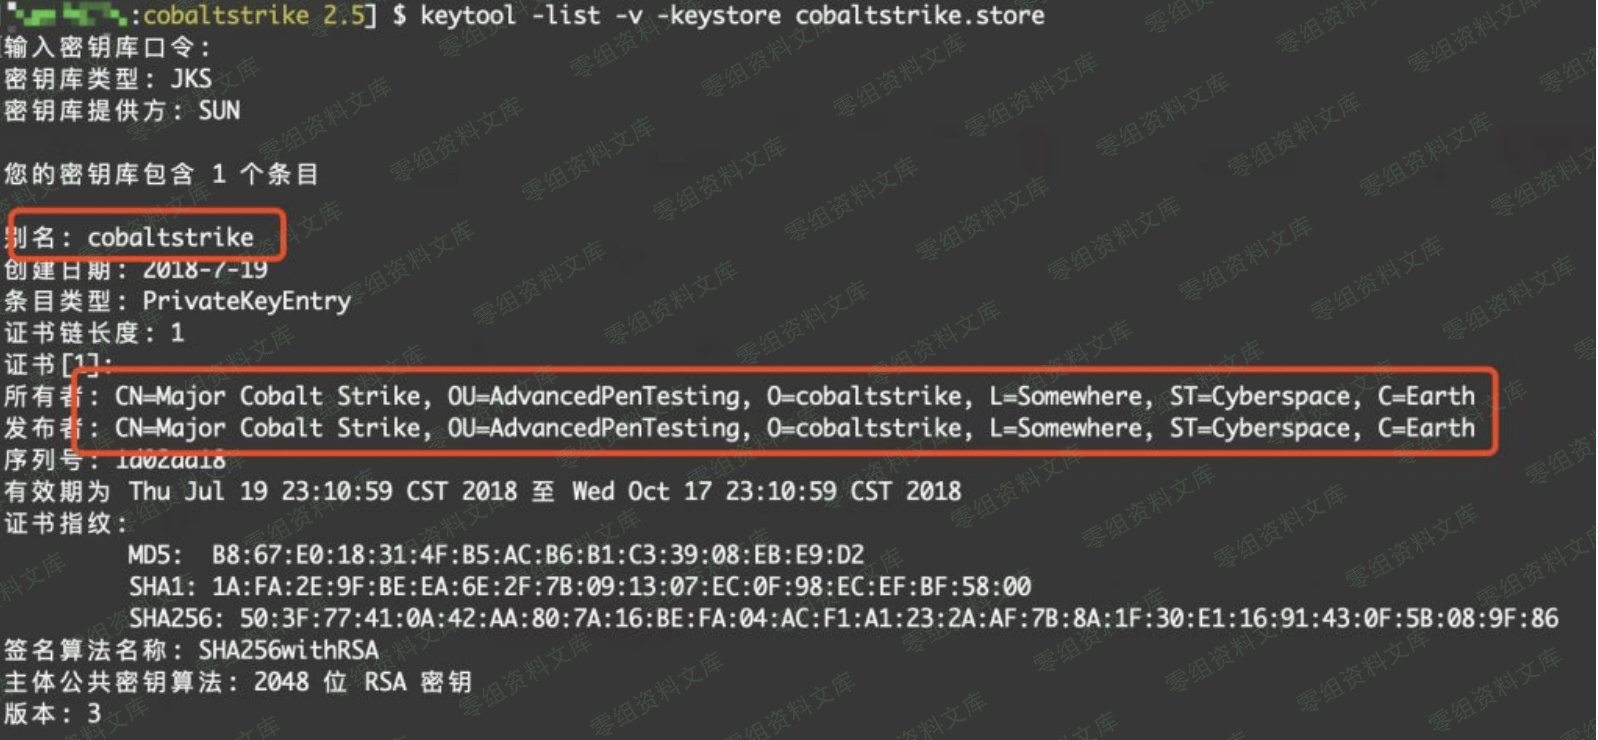 :cobaltstrike 2.5] $ keytool -list -v -keystore cobaltstrike.store
输入密钥库口令:
密钥库类型: JKS
密钥库提供方: SUN
您的密钥库包含 1 个条目
别名: cobaltstrike
创建日期: 2018-7-19
条目类型: PrivateKeyEntry
证书链长度: 1
证书[1]:
所有者: CN=Major Cobalt Strike, OU=AdvancedPenTesting, O=cobaltstrike, L=Somewhere, ST=Cyberspace, C=Earth
发布者: CN=Major Cobalt Strike, OU=AdvancedPenTesting, O=cobaltstrike, L=Somewhere, ST=Cyberspace, C=Earth
序列号: 1d02dd18
有效期为 Thu Jul 19 23:10:59 CST 2018 至 Wed Oct 17 23:10:59 CST 2018
证书指纹:
MD5: B8:67:E0:18:31:4F:B5:AC:B6:B1:C3:39:08:EB:E9:D2
SHA1: 1A:FA:2E:9F:BE:EA:6E:2F:7B:09:13:07:EC:0F:98:EC:EF:BF:58:00
SHA256: 50:3F:77:41:0A:42:AA:80:7A:16:BE:FA:04:AC:F1:A1:23:2A:AF:7B:8A:1F:30:E1:16:91:43:0F:5B:08:9F:86
签名算法名称: SHA256withRSA
主体公共密钥算法: 2048 位 RSA 密钥
版本: 3
零组资料文库